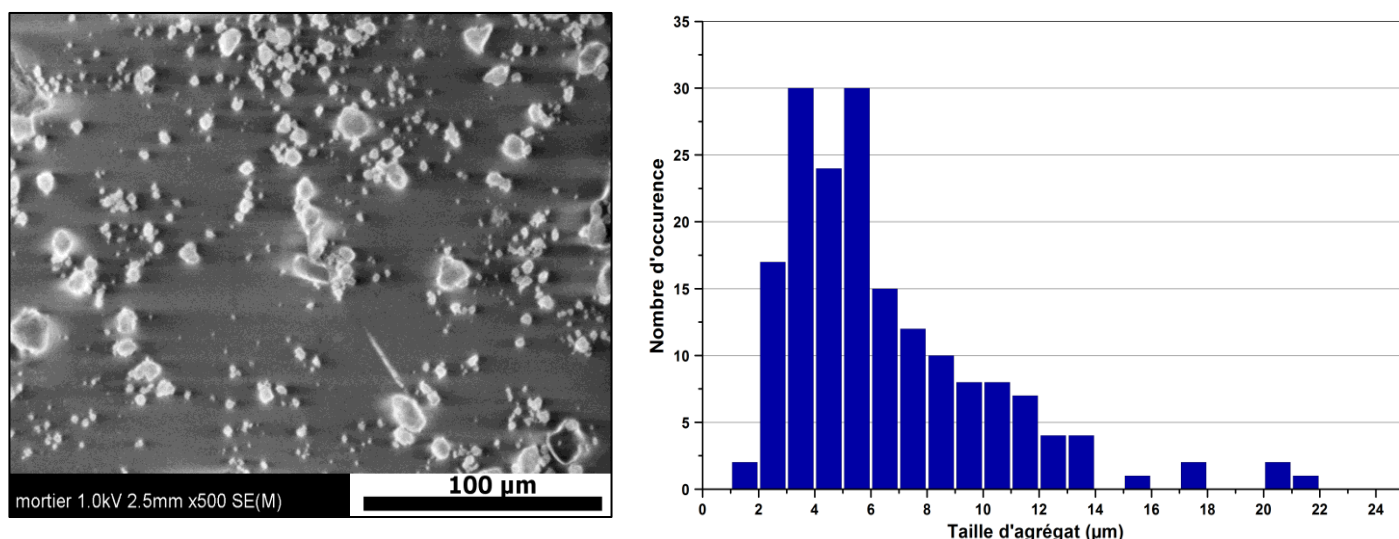 100 µm
mortier 1.0kV 2.5mm x500 SE(M)
Nombre d'occurence
35
30
25
20
15
10
5
0
0 2 4 6 8 10 12 14 16 18 20 22 24
Taille d'agrégat (µm)